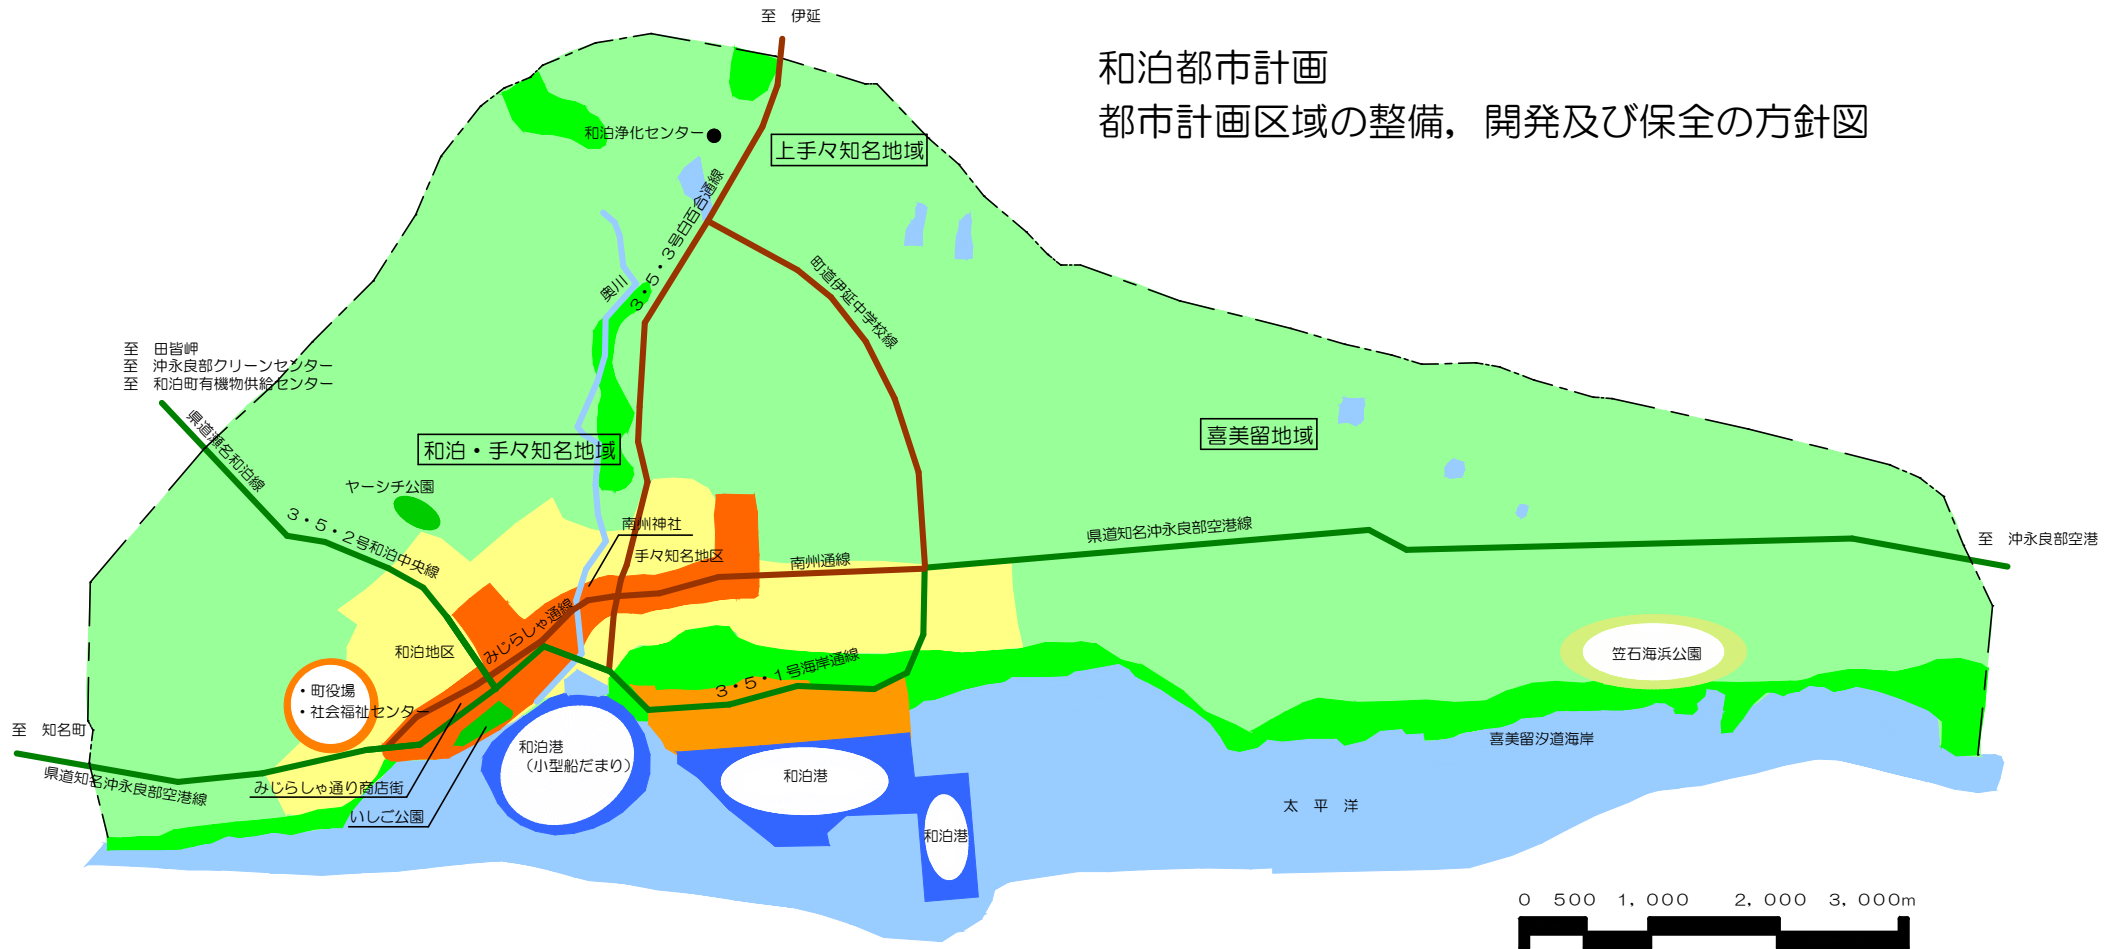 至　伊延
和泊都市計画
都市計画区域の整備，開発及び保全の方針図
和泊浄化センター
上手々知名地域
３・５・３号白百合通線
奥川
町道伊延中学校線
至　田皆岬
至　沖永良部クリーンセンター
至　和泊町有機物供給センター
県道瀬名和泊線
和泊・手々知名地域
喜美留地域
ヤーシチ公園
３・５・２号和泊中央線
南州神社
手々知名地区
南州通線
県道知名沖永良部空港線
至　沖永良部空港
みじらしゃ通線
和泊地区
３・５・１号海岸通線
笠石海浜公園
・町役場
・社会福祉センター
至　知名町
県道知名沖永良部空港線
みじらしゃ通り商店街
いしご公園
和泊港
（小型船だまり）
和泊港
和泊港
喜美留汐道海岸
太　平　洋
0　500　1，000　2，000　3，000m